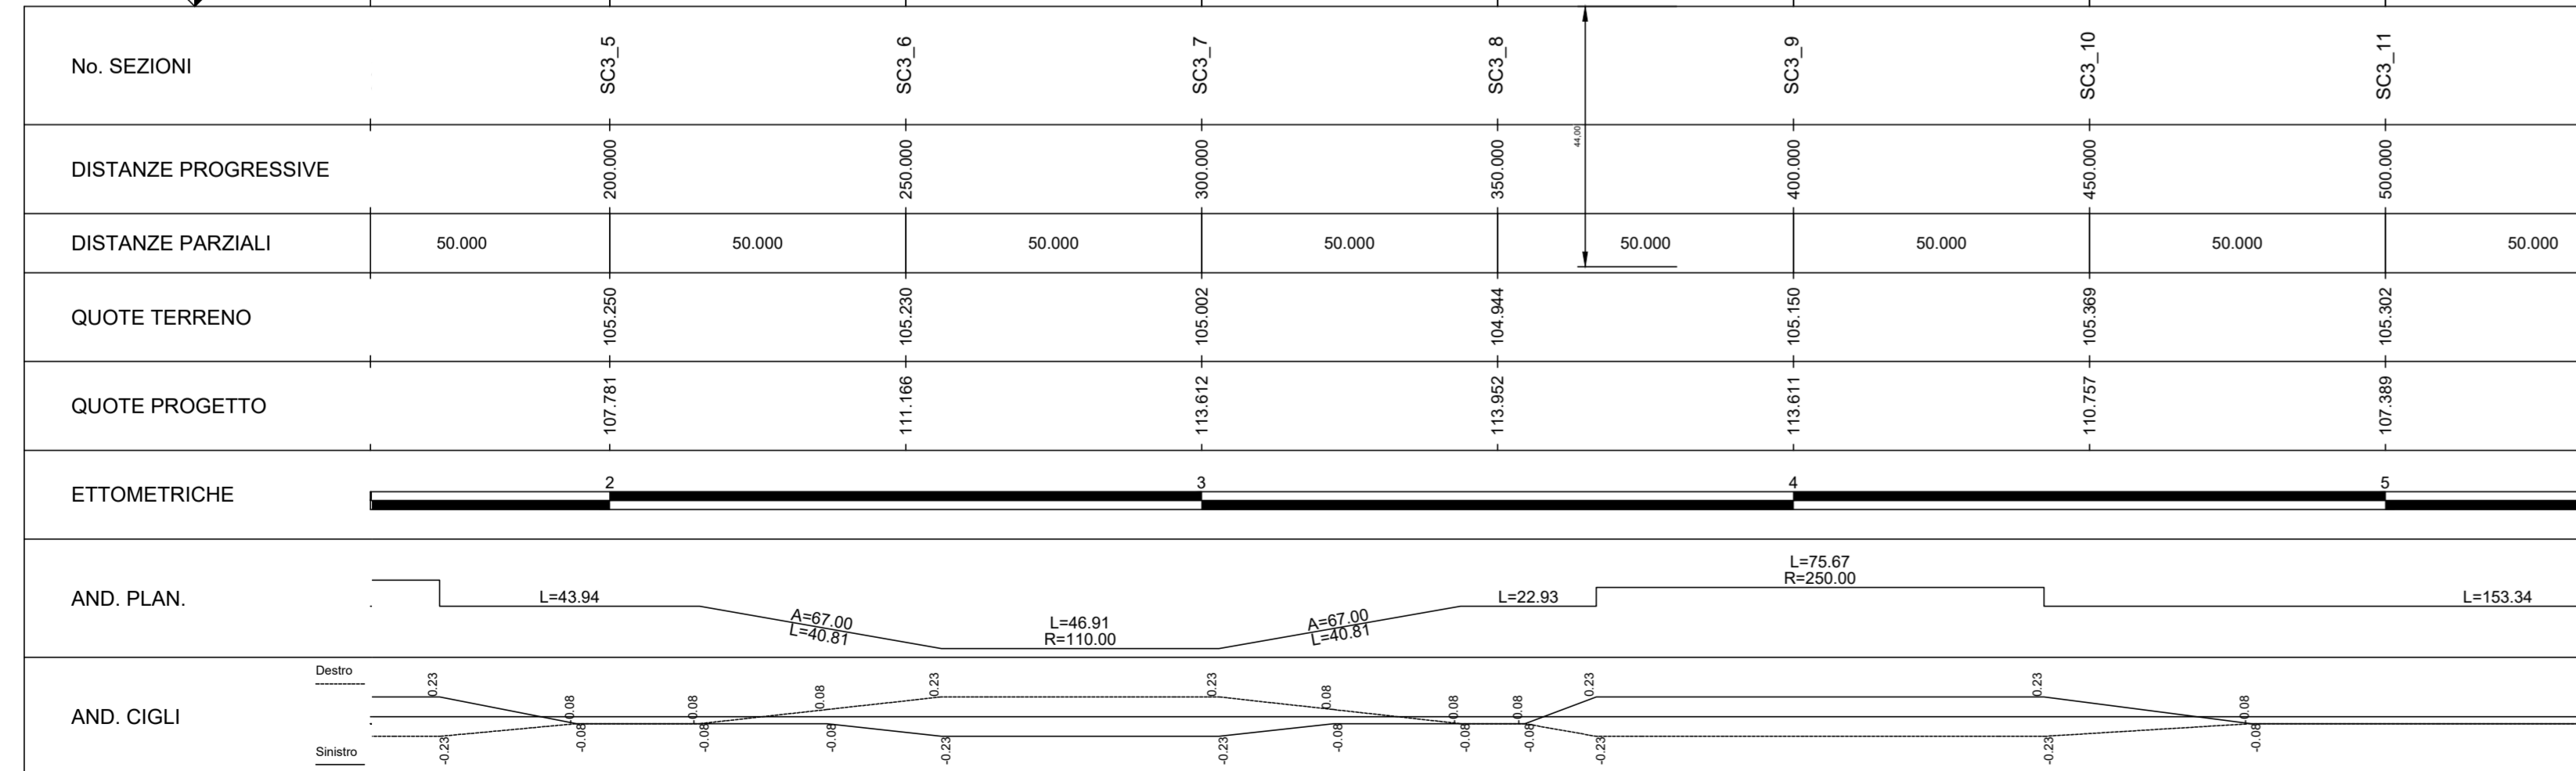 No. SEZIONI SC3_5 SC3_6 SC3_7 SC3_8 SC3_9 SC3_10 SC3_11
44.00
DISTANZE PROGRESSIVE 200.000 250.000 300.000 350.000 400.000 450.000 500.000
DISTANZE PARZIALI 50.000 50.000 50.000 50.000 50.000 50.000 50.000 50.000
QUOTE TERRENO 105.250 105.230 105.002 104.944 105.150 105.369 105.302
QUOTE PROGETTO 107.781 111.166 113.612 113.952 113.611 110.757 107.389
ETTOMETRICHE 2 3 4 5
AND. PLAN. L=43.94 A=67.00 L=46.91 A=67.00 L=22.93 L=75.67 L=153.34
L=40.81 R=110.00 L=40.81 R=250.00
Destro
0.23 -0.08 -0.08 0.08 0.23 0.23 0.08 -0.08 -0.08 0.23 0.23 -0.08
AND. CIGLI
-0.23 -0.08 -0.08 -0.08 -0.23 -0.23 -0.08 -0.08 -0.08 -0.23 -0.23 -0.08
Sinistro